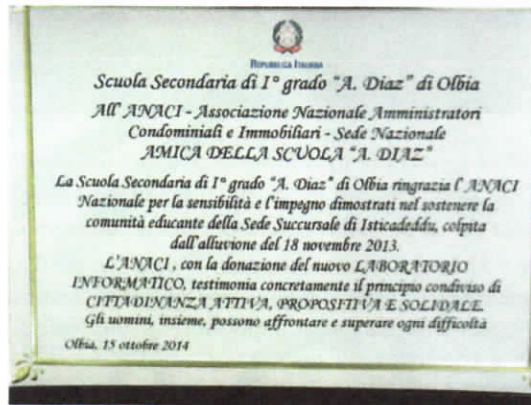 REPUBBLICA ITALIANA
Scuola Secondaria di I° grado "A. Diaz" di Olbia
All'ANACI - Associazione Nazionale Amministratori
Condominiali e Immobiliari - Sede Nazionale
AMICA DELLA SCUOLA "A. DIAZ"
La Scuola Secondaria di I° grado "A. Diaz" di Olbia ringrazia l'ANACI
Nazionale per la sensibilità e l'impegno dimostrati nel sostenere la
comunità educante della Sede Succursale di Isticadeddu, colpita
dall'alluvione del 18 novembre 2013.
L'ANACI, con la donazione del nuovo LABORATORIO
INFORMATICO, testimonia concretamente il principio condiviso di
CITTADINANZA ATTIVA, PROPOSITIVA E SOLIDALE.
Gli uomini, insieme, possono affrontare e superare ogni difficoltà
Olbia, 15 ottobre 2014